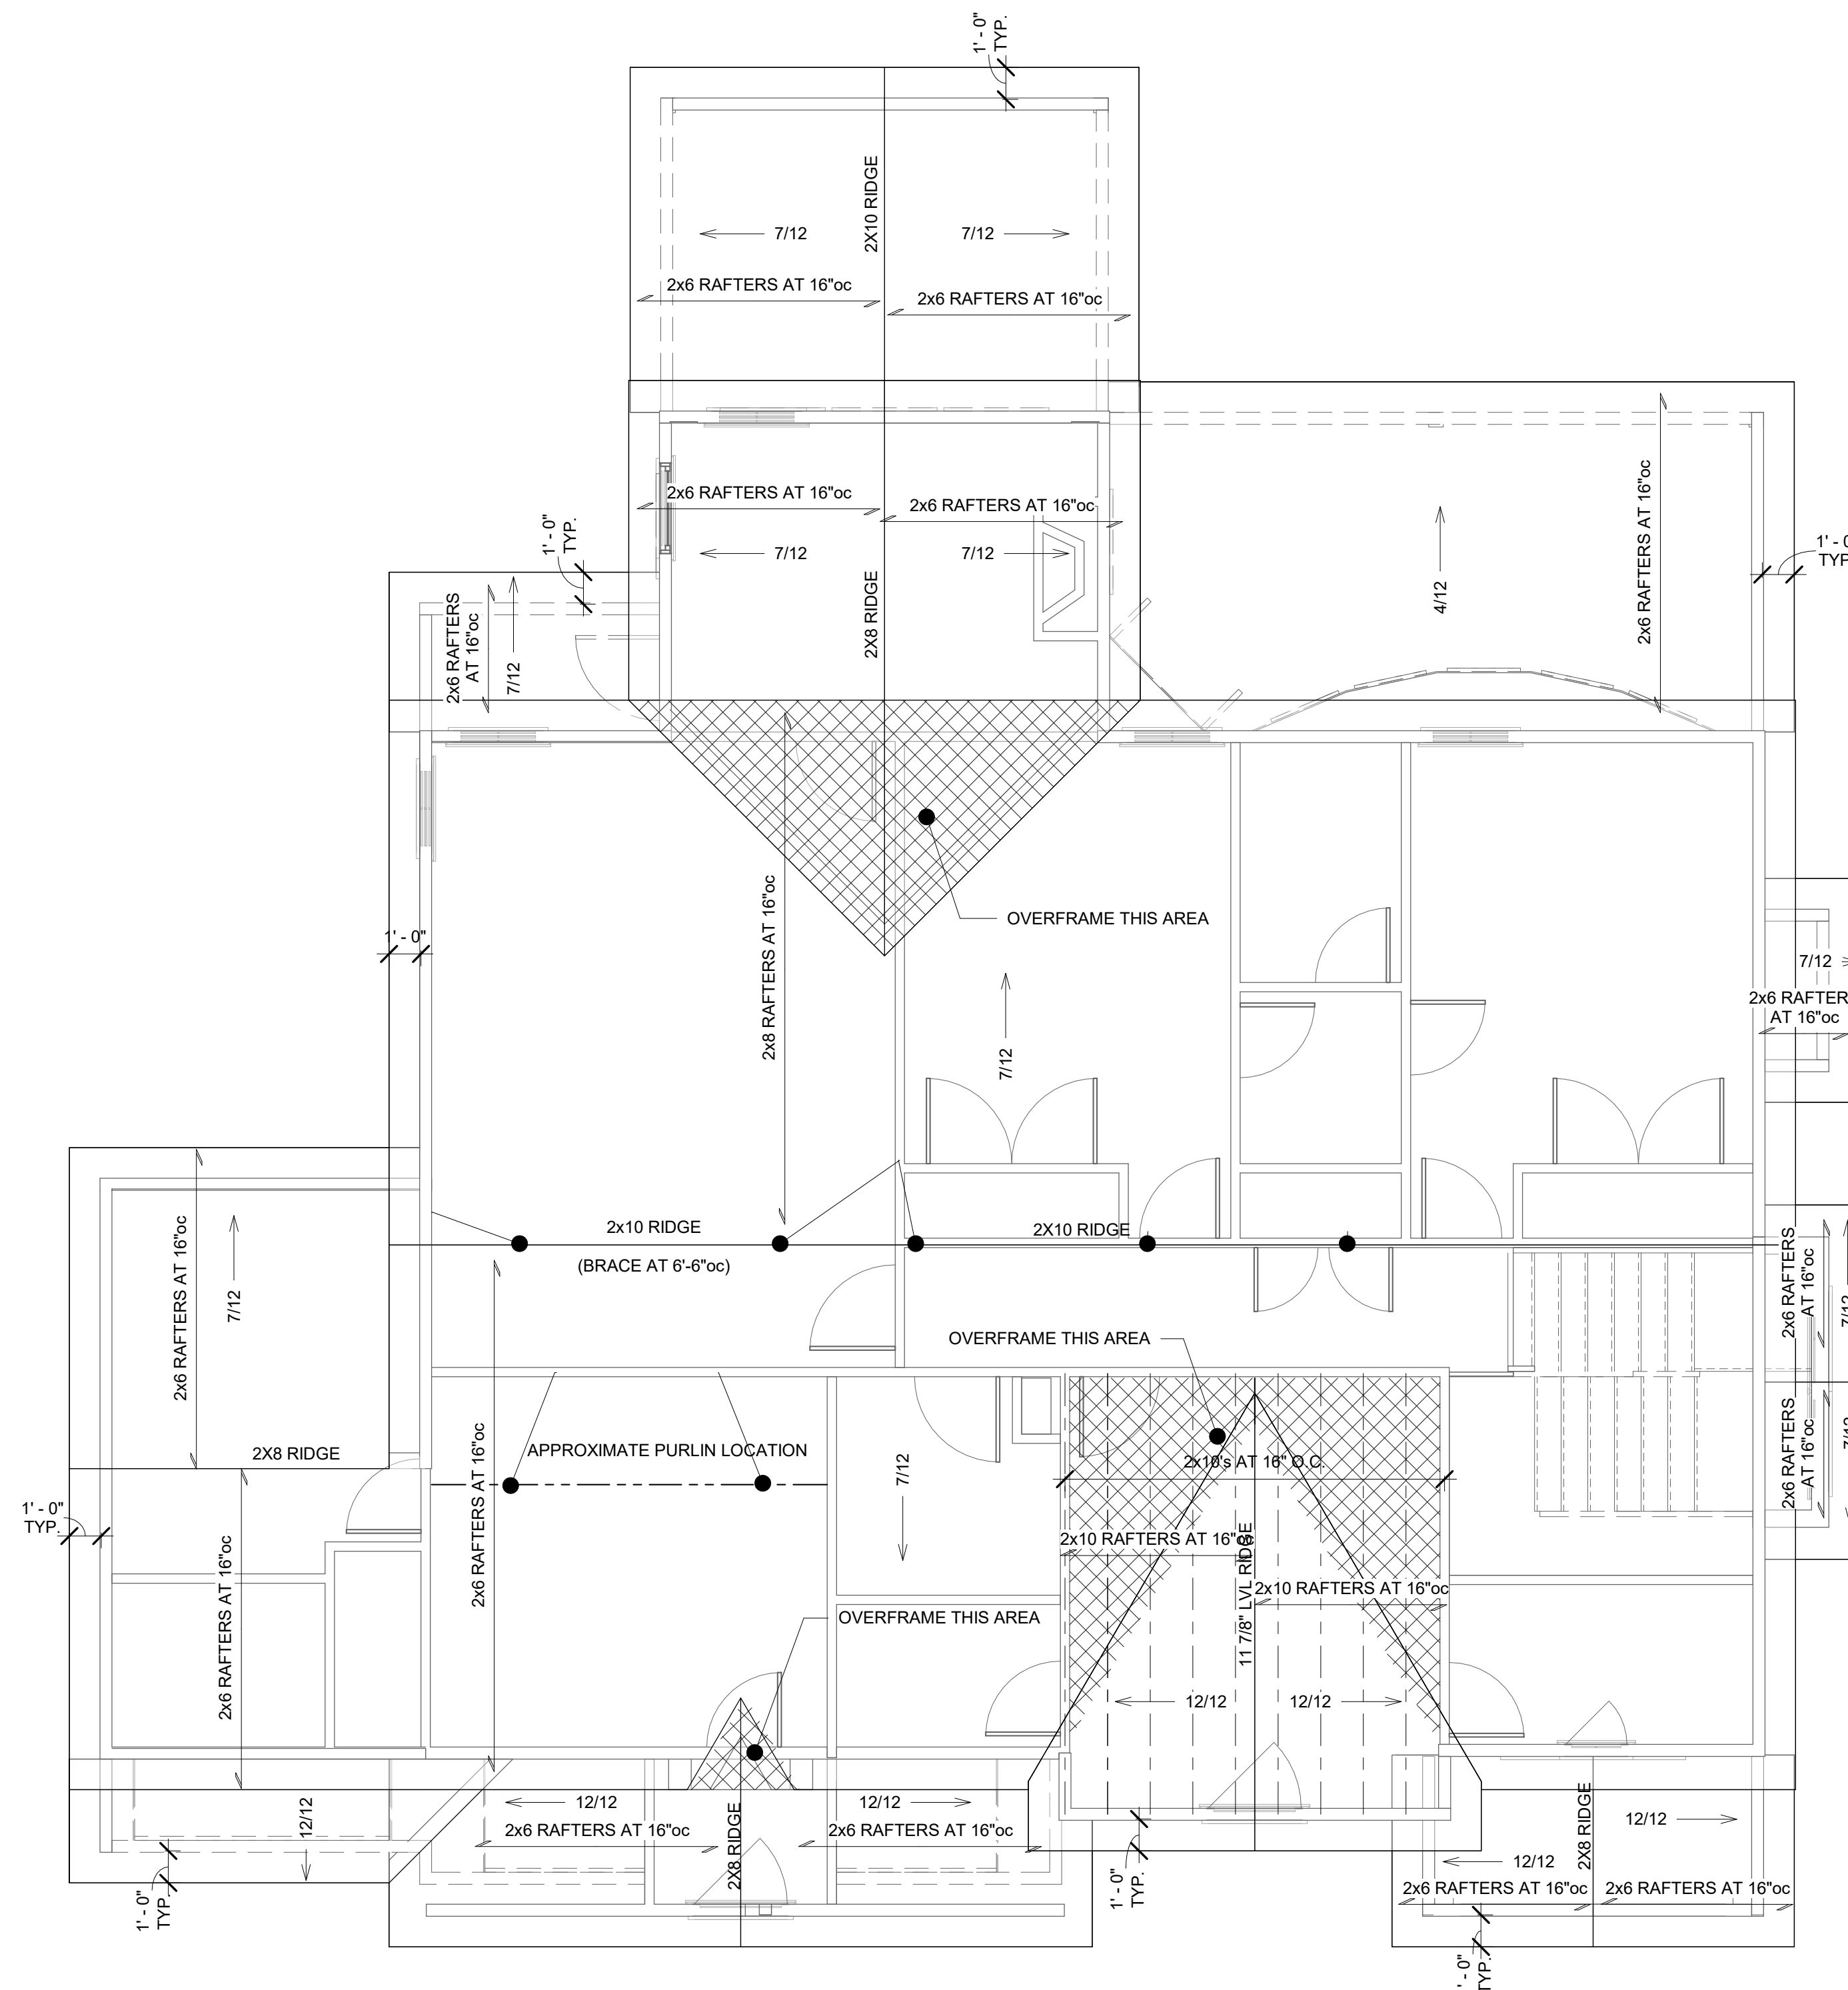 1' - 0"
TYP.
2X10 RIDGE
7/12
7/12
2x6 RAFTERS AT 16"oc
2x6 RAFTERS AT 16"oc
2x6 RAFTERS AT 16"oc
2x6 RAFTERS AT 16"oc
7/12
7/12
2X8 RIDGE
1' - 0"
TYP.
2x6 RAFTERS
AT 16"oc
7/12
4/12
2x6 RAFTERS AT 16"oc
1' - 0
TYP
2x8 RAFTERS AT 16"oc
OVERFRAME THIS AREA
1' - 0"
7/12
7/12
2x6 RAFTER
AT 16"oc
2x6 RAFTERS AT 16"oc
7/12
2x10 RIDGE
(BRACE AT 6'-6"oc)
2X10 RIDGE
2x6 RAFTERS
AT 16"oc
7/12
OVERFRAME THIS AREA
2X8 RIDGE
2x6 RAFTERS AT 16"oc
APPROXIMATE PURLIN LOCATION
7/12
2x10's AT 16" O.C.
2x6 RAFTERS
AT 16"oc
7/12
1' - 0"
TYP.
2x6 RAFTERS AT 16"oc
2x10 RAFTERS AT 16"oc
11 7/8" LVL RIDGE
2x10 RAFTERS AT 16"oc
OVERFRAME THIS AREA
12/12
12/12
12/12
12/12
12/12
2x6 RAFTERS AT 16"oc
2X8 RIDGE
2x6 RAFTERS AT 16"oc
2X8 RIDGE
12/12
12/12
2x6 RAFTERS AT 16"oc
2x6 RAFTERS AT 16"oc
1' - 0"
TYP.
1' - 0"
TYP.
' - 0"
TYP.